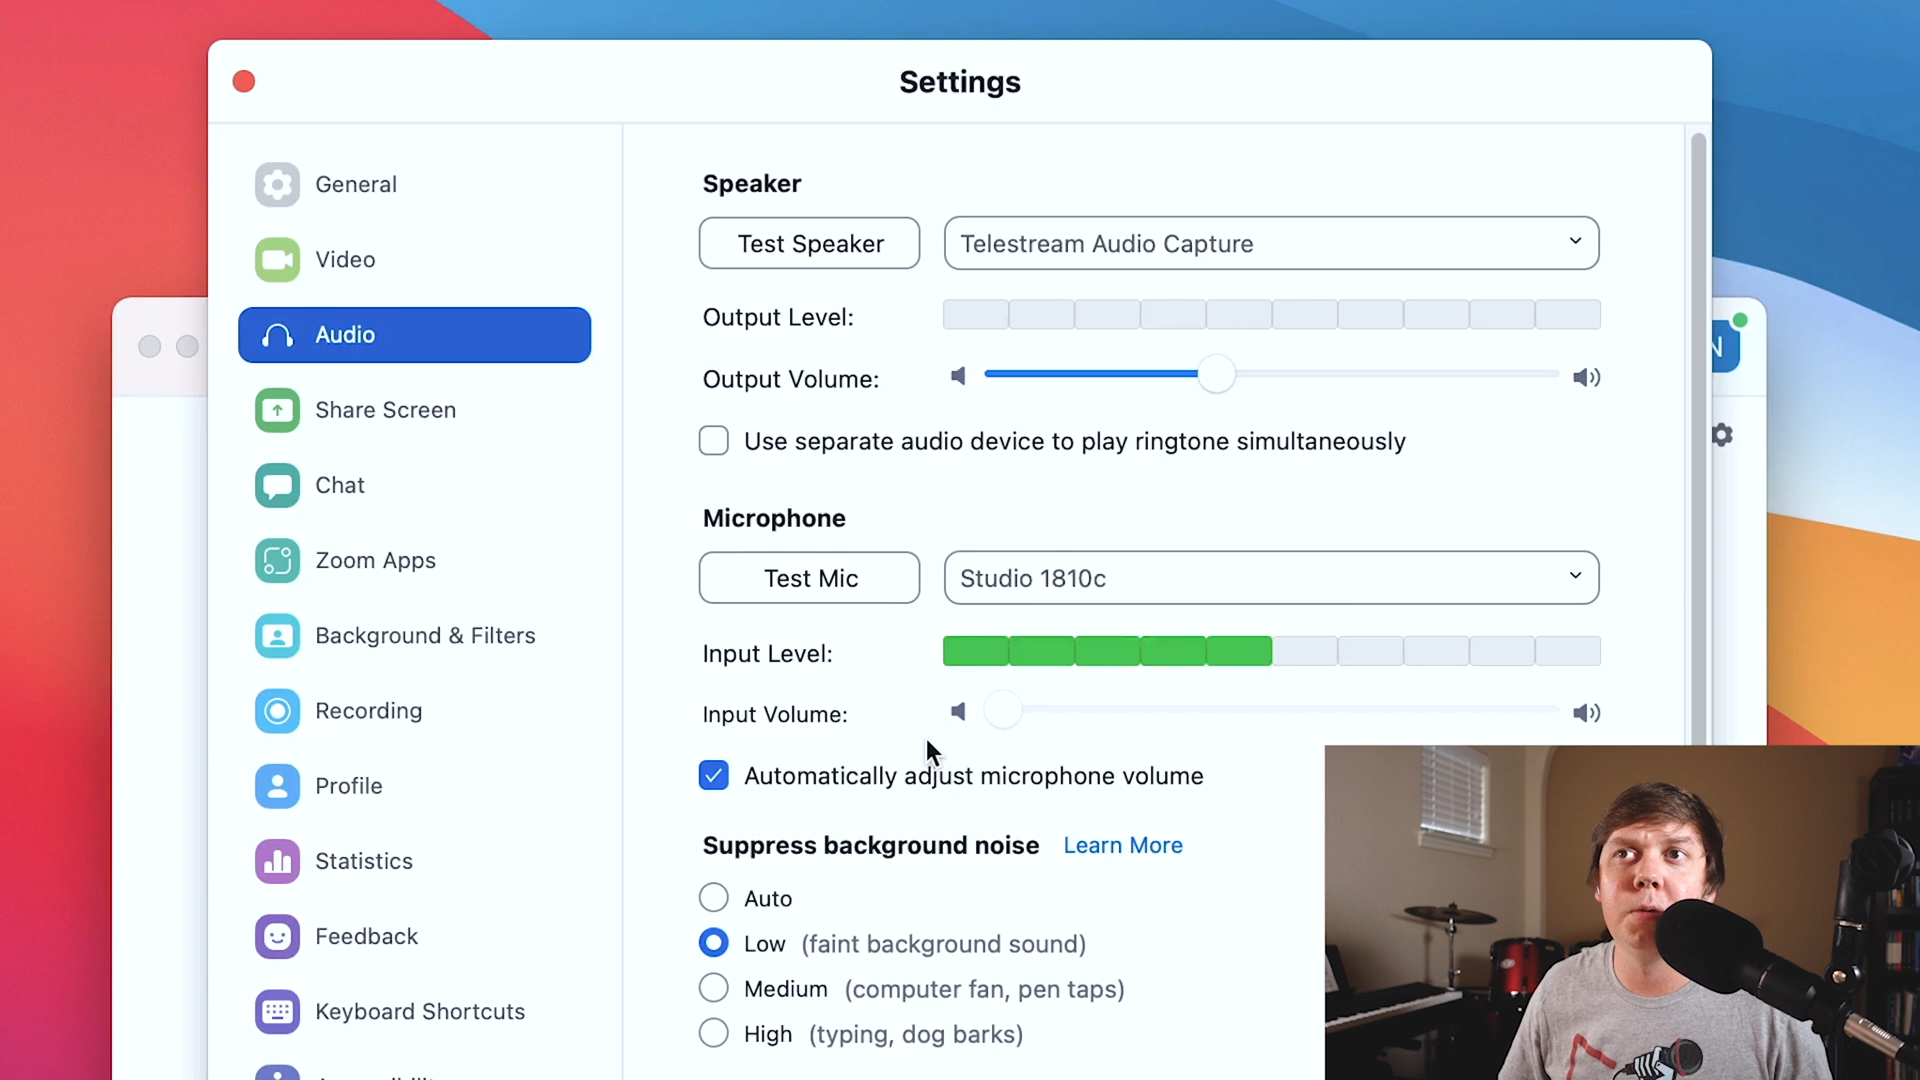 Settings
General
Video
Audio
Share Screen
Chat
Zoom Apps
Background & Filters
Recording
Profile
Statistics
Feedback
Keyboard Shortcuts
Speaker
Test Speaker
Telestream Audio Capture
Output Level:
Output Volume:
Use separate audio device to play ringtone simultaneously
Microphone
Test Mic
Studio 1810c
Input Level:
Input Volume:
Automatically adjust microphone volume
Suppress background noise Learn More
Auto
Low (faint background sound)
Medium (computer fan, pen taps)
High (typing, dog barks)
N